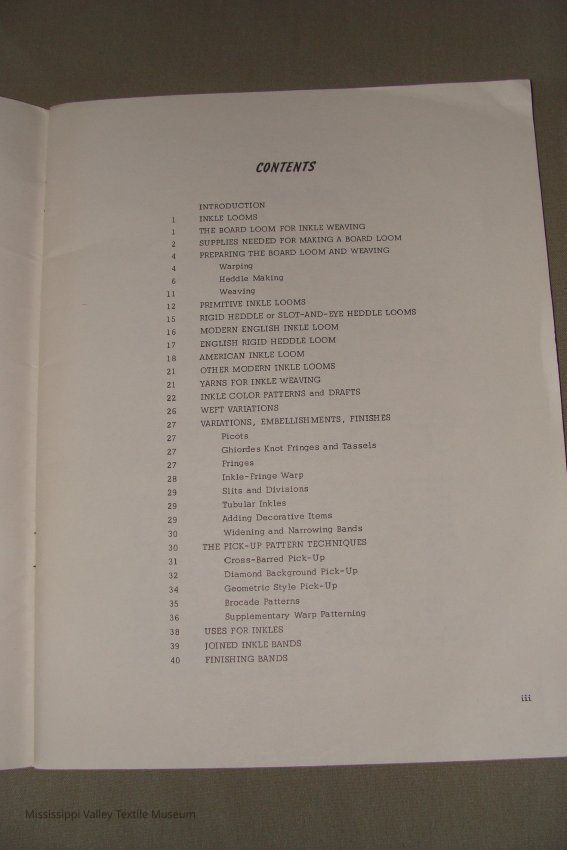 CONTENTS
INTRODUCTION
1 INKLE LOOMS
1 THE BOARD LOOM FOR INKLE WEAVING
2 SUPPLIES NEEDED FOR MAKING A BOARD LOOM
4 PREPARING THE BOARD LOOM AND WEAVING
4 Warping
6 Heddle Making
11 Weaving
12 PRIMITIVE INKLE LOOMS
15 RIGID HEDDLE or SLOT-AND-EYE HEDDLE LOOMS
16 MODERN ENGLISH INKLE LOOM
17 ENGLISH RIGID HEDDLE LOOM
18 AMERICAN INKLE LOOM
21 OTHER MODERN INKLE LOOMS
21 YARNS FOR INKLE WEAVING
22 INKLE COLOR PATTERNS and DRAFTS
26 WEFT VARIATIONS
27 VARIATIONS, EMBELLISHMENTS, FINISHES
27 Picots
27 Ghiordes Knot Fringes and Tassels
27 Fringes
28 Inkle-Fringe Warp
29 Slits and Divisions
29 Tubular Inkles
29 Adding Decorative Items
30 Widening and Narrowing Bands
30 THE PICK-UP PATTERN TECHNIQUES
31 Cross-Barred Pick-Up
32 Diamond Background Pick-Up
34 Geometric Style Pick-Up
35 Brocade Patterns
36 Supplementary Warp Patterning
38 USES FOR INKLES
39 JOINED INKLE BANDS
40 FINISHING BANDS
iii
Mississippi Valley Textile Museum